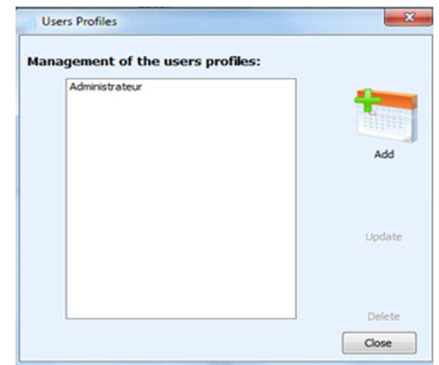 Users Profiles
Management of the users profiles:
Administrateur
Add
Update
Delete
Close